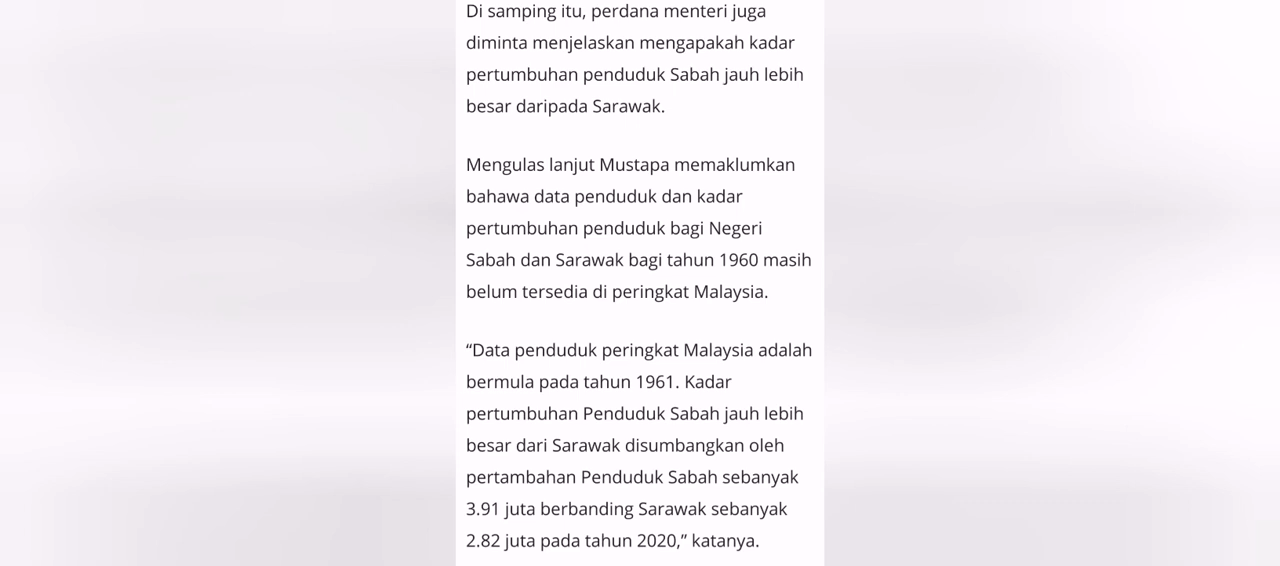 Di samping itu, perdana menteri juga
diminta menjelaskan mengapakah kadar
pertumbuhan penduduk Sabah jauh lebih
besar daripada Sarawak.
Mengulas lanjut Mustapa memaklumkan
bahawa data penduduk dan kadar
pertumbuhan penduduk bagi Negeri
Sabah dan Sarawak bagi tahun 1960 masih
belum tersedia di peringkat Malaysia.
“Data penduduk peringkat Malaysia adalah
bermula pada tahun 1961. Kadar
pertumbuhan Penduduk Sabah jauh lebih
besar dari Sarawak disumbangkan oleh
pertambahan Penduduk Sabah sebanyak
3.91 juta berbanding Sarawak sebanyak
2.82 juta pada tahun 2020,” katanya.